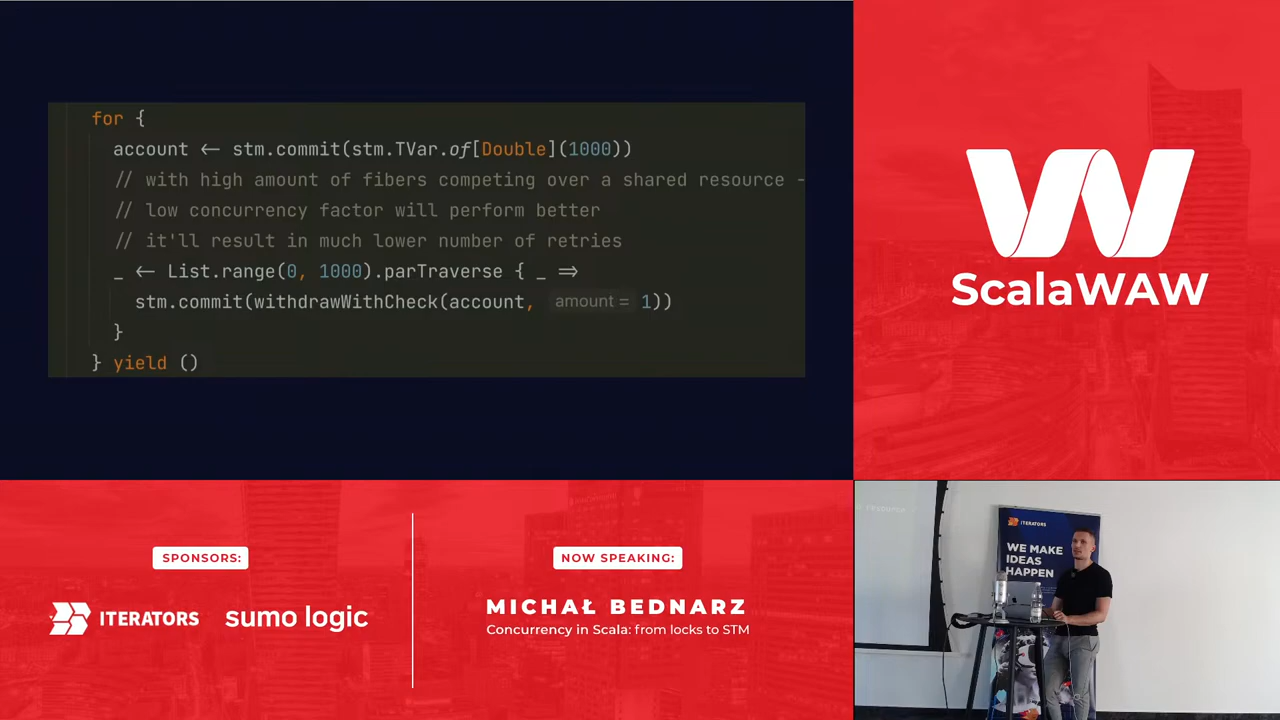 for {
account <- stm.commit(stm.TVar.of[Double](1000))
// with high amount of fibers competing over a shared resource -
// low concurrency factor will perform better
// it'll result in much lower number of retries
_ <- List.range(0, 1000).parTraverse { _ =>
stm.commit(withdrawWithCheck(account, amount = 1))
}
} yield ()
ScalaWAW
SPONSORS:
ITERATORS
sumo logic
NOW SPEAKING:
MICHAŁ BEDNARZ
Concurrency in Scala: from locks to STM
ITERATORS
WE MAKE
IDEAS
HAPPEN